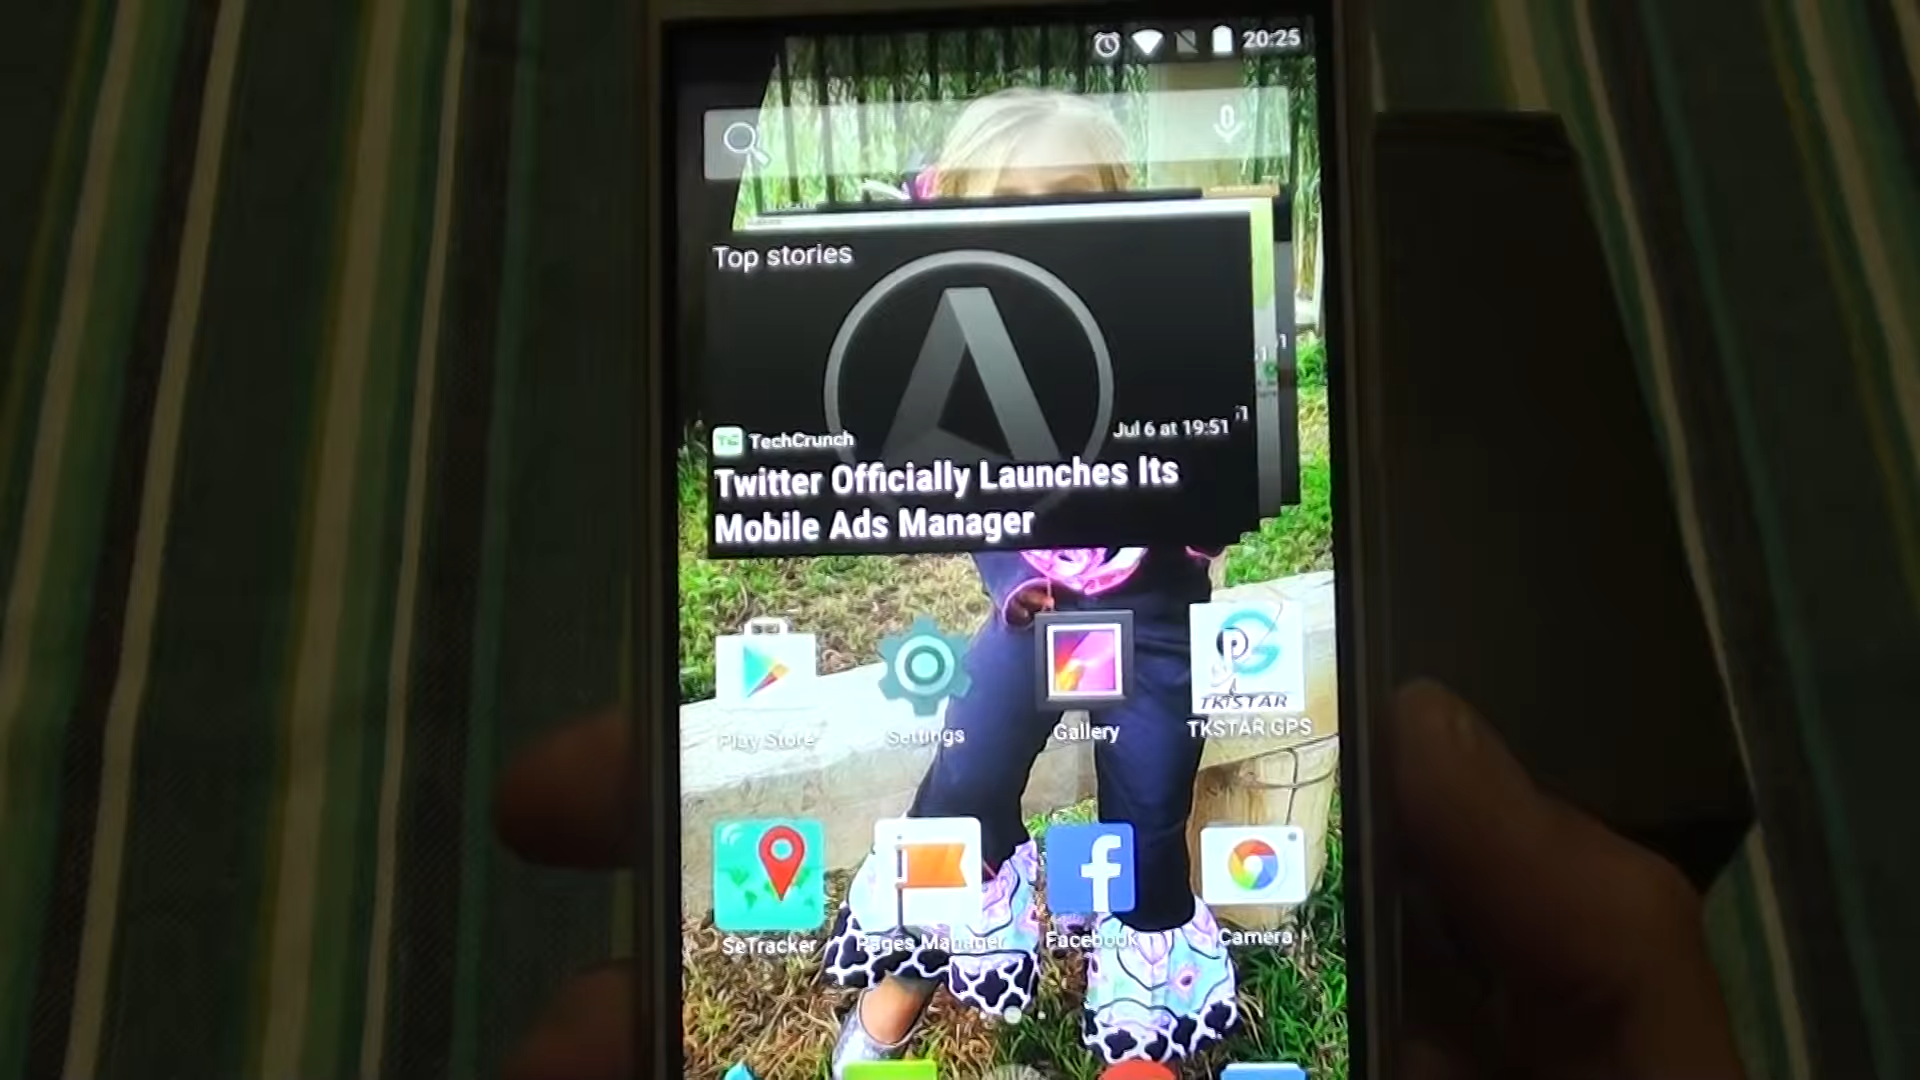 20:25
Top stories
TechCrunch
Jul 6 at 19:51
Twitter Officially Launches Its
Mobile Ads Manager
TKSTAR
Play Store
Settings
Gallery
TKSTAR GPS
SeTracker
Pages Manager
Facebook
Camera